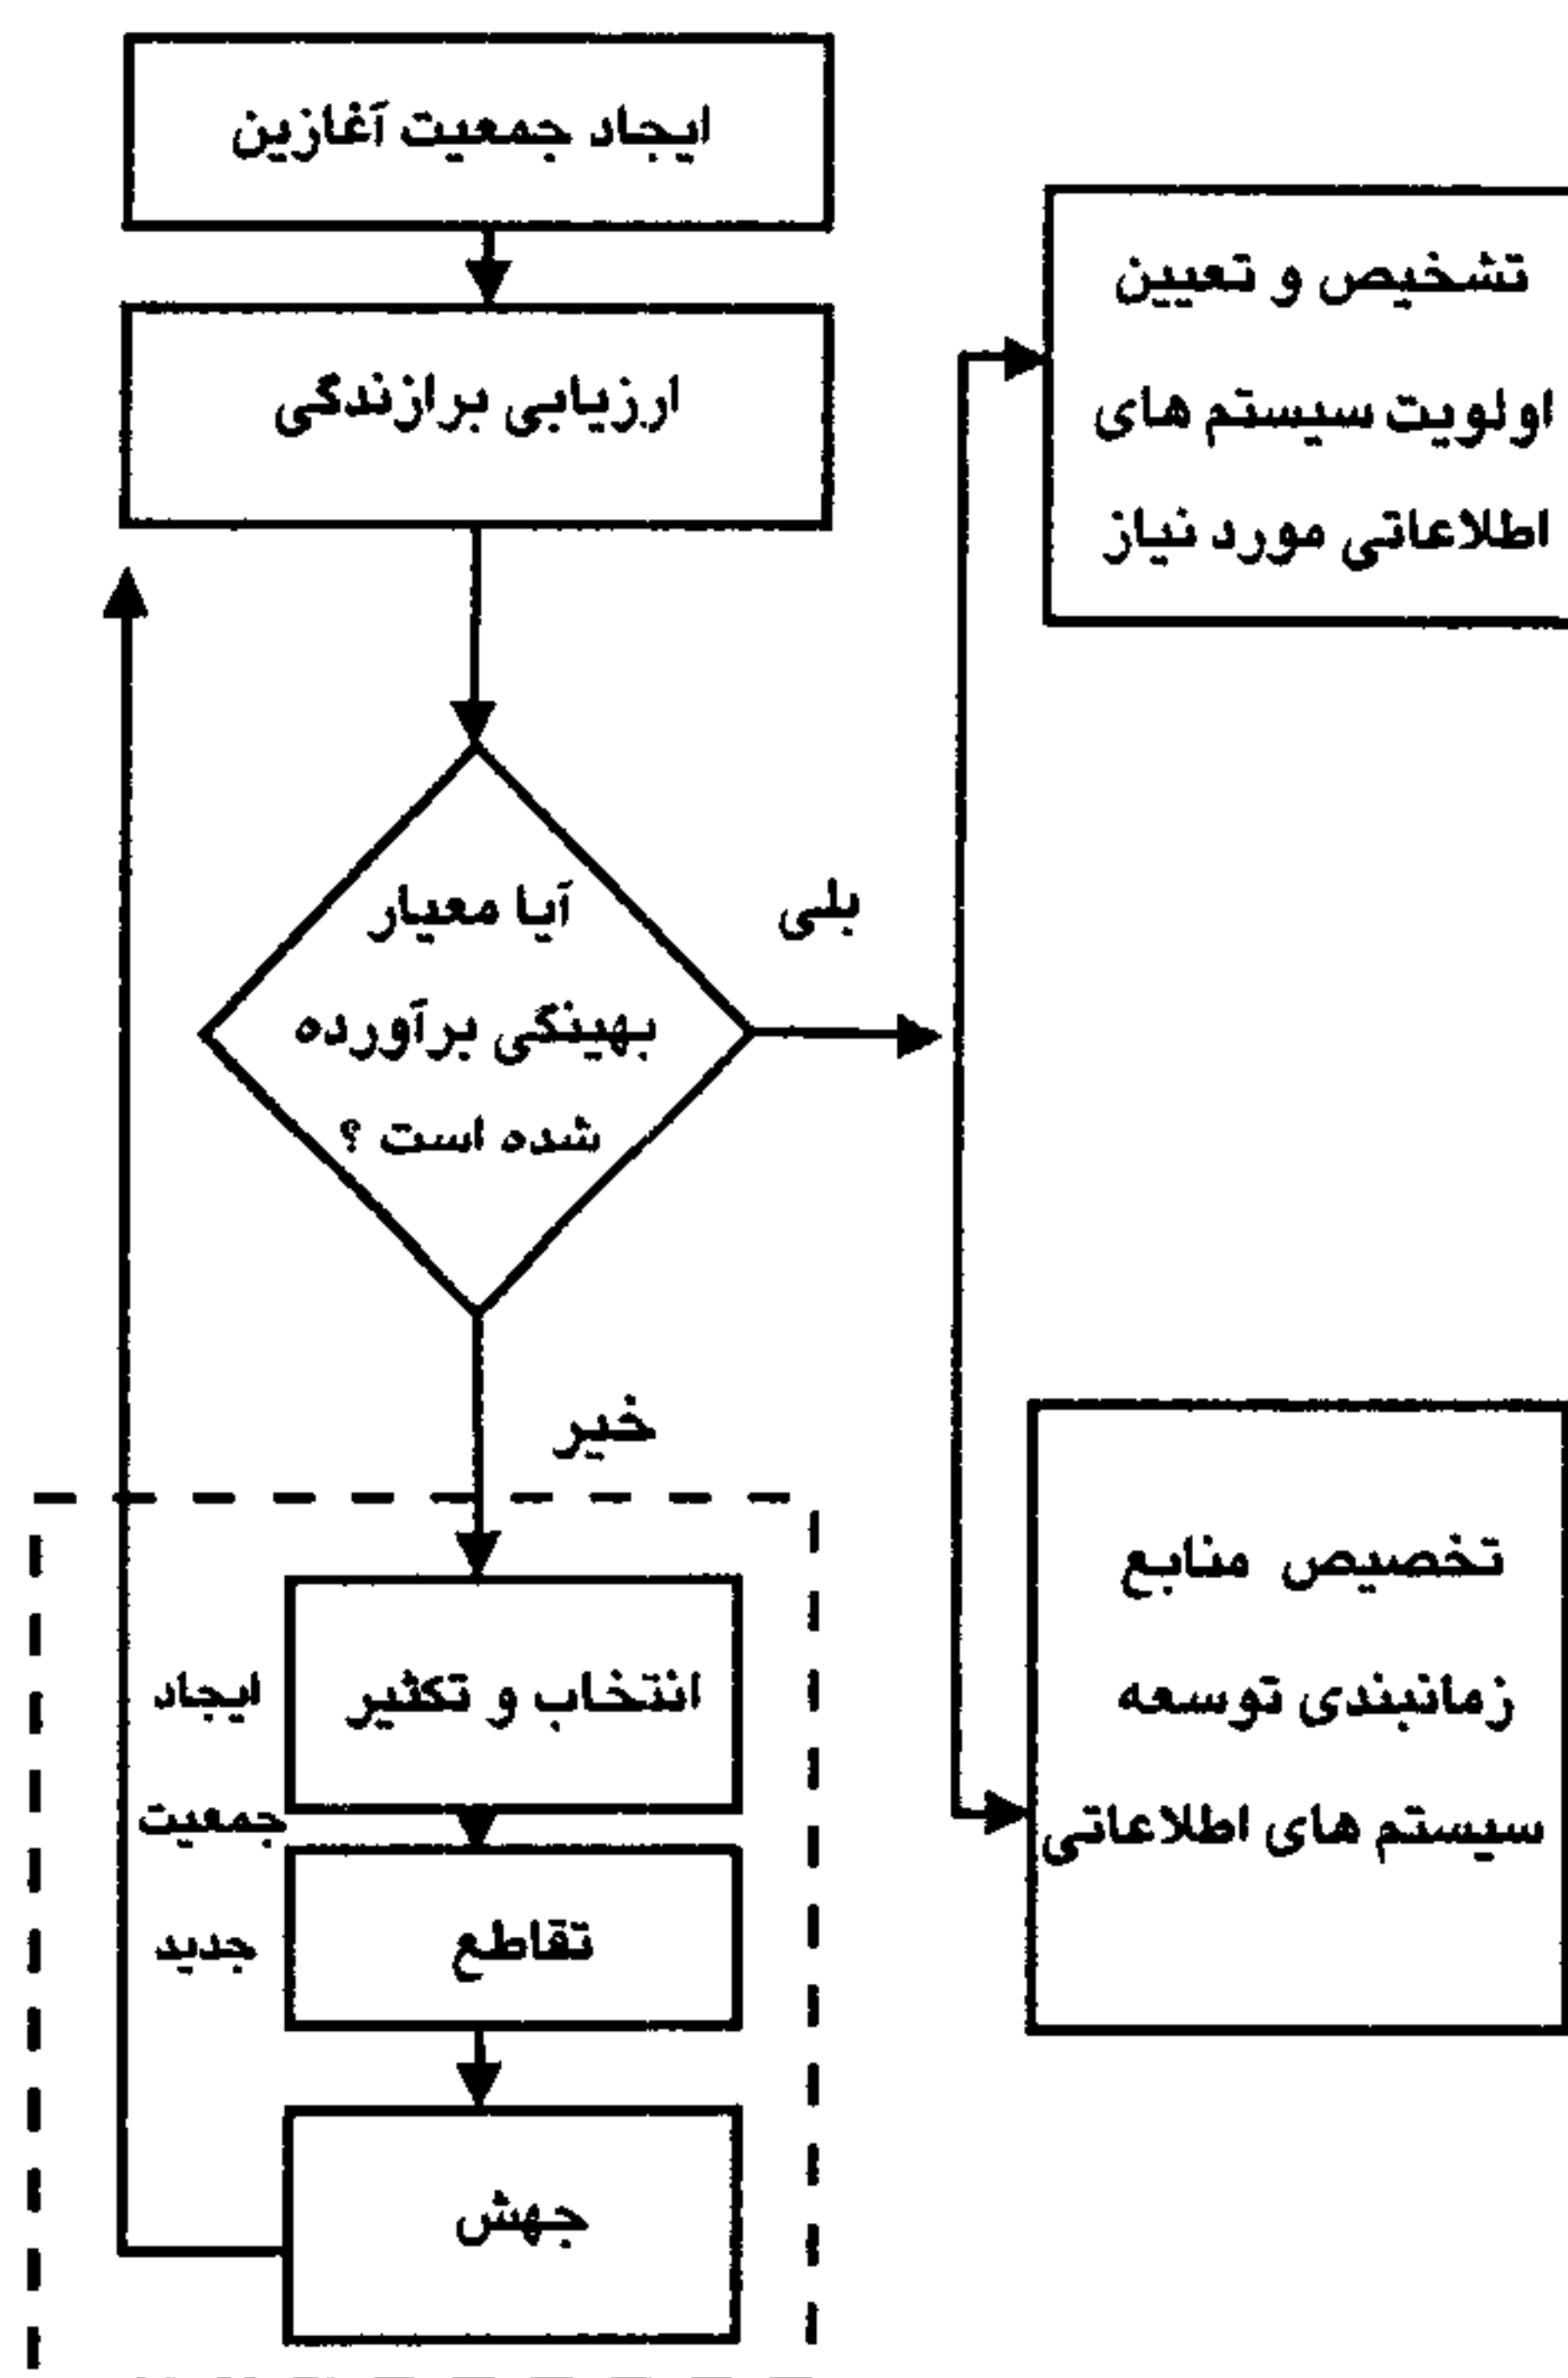 ایجاد جمعیت آغازین
ارزیابی برازندگی
آیا معیار
بهینگی برآورده
شده است ؟
بلی
خیر
تشخیص و تعیین
اولویت سیستم های
اطلاعاتی مورد نیاز
تخصیص منابع
زمانبندی توسعه
سیستم های اطلاعاتی
ایجاد
جمعیت
جدید
انتخاب و تکثیر
تقاطع
جهش